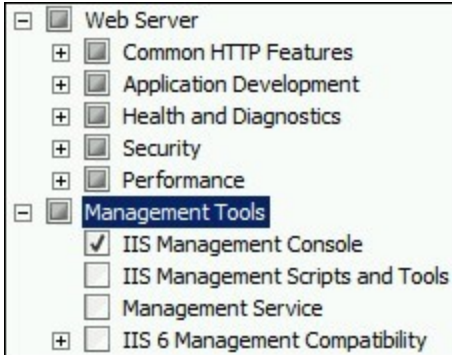 Web Server
Common HTTP Features
Application Development
Health and Diagnostics
Security
Performance
Management Tools
IIS Management Console
IIS Management Scripts and Tools
Management Service
IIS 6 Management Compatibility